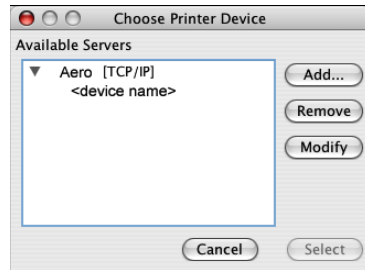 Choose Printer Device
Available Servers
Aero [TCP/IP]
<device name>
Add...
Remove
Modify
Cancel
Select